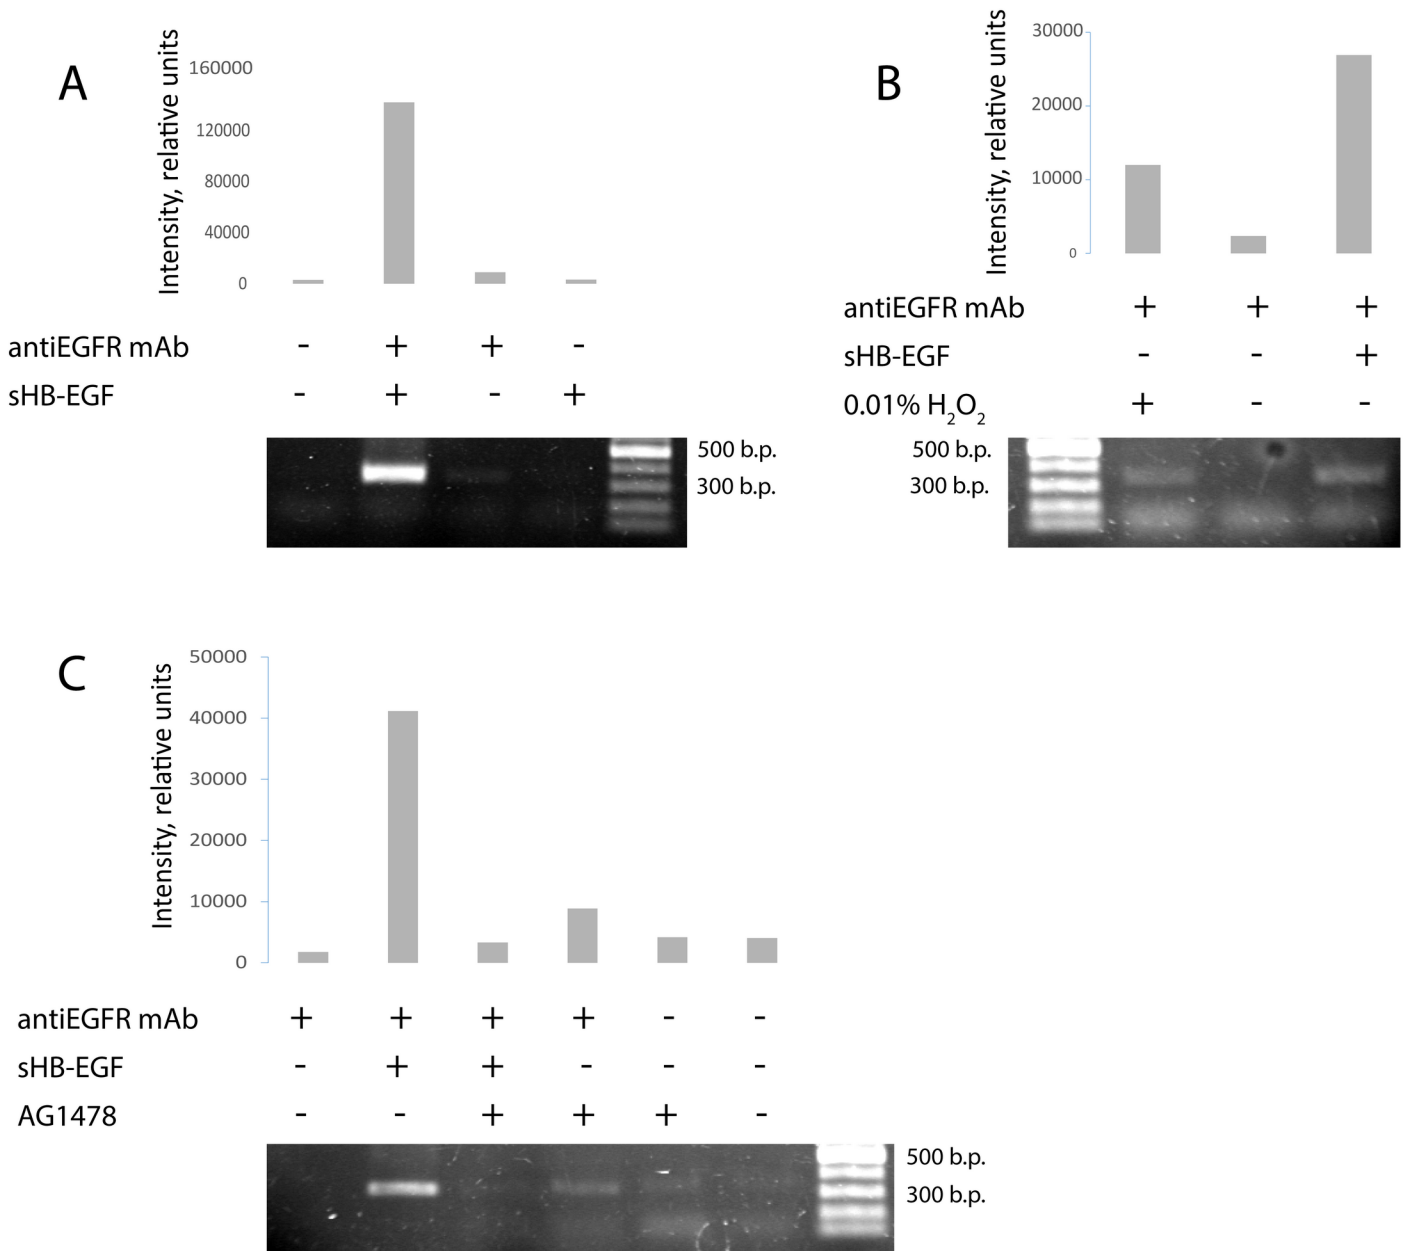 A
Intensity, relative units
160000
120000
80000
40000
0
antiEGFR mAb - + + -
sHB-EGF - + - +
500 b.p.
300 b.p.
B
Intensity, relative units
30000
20000
10000
0
antiEGFR mAb + + +
sHB-EGF - - +
0.01% H₂O₂ + - -
500 b.p.
300 b.p.
C
Intensity, relative units
50000
40000
30000
20000
10000
0
antiEGFR mAb + + + + - -
sHB-EGF - + + - - -
AG1478 - - + + + -
500 b.p.
300 b.p.